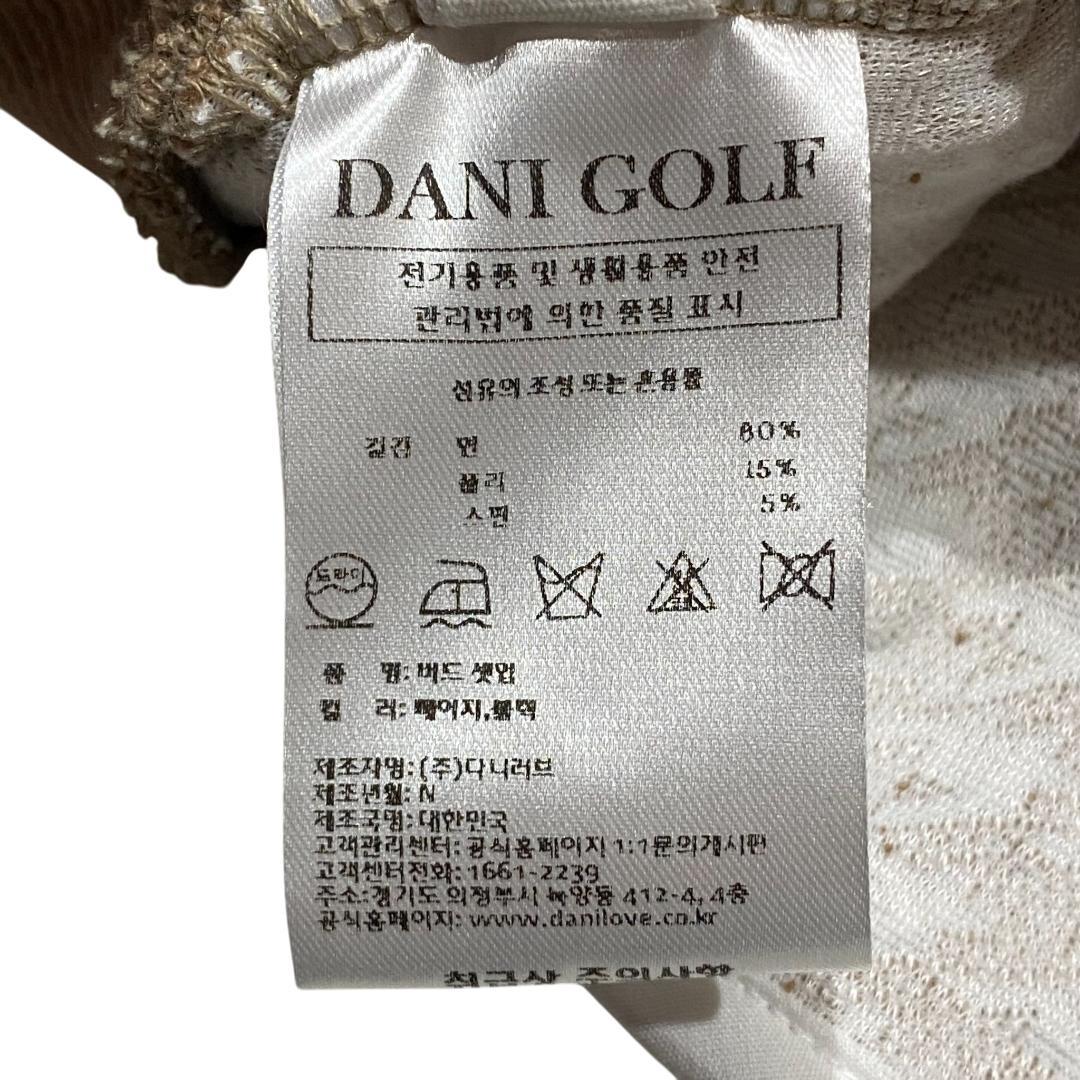 DANI GOLF
전기용품 및 생활용품 안전
관리법에 의한 품질 표시
섬유의 조성 또는 혼용률
겉감 면 80%
폴리 15%
스판 5%
드라이
품 명: 버드 셋업
컬 러: 베이지,블랙
제조자명: (주)다니러브
제조년월: N
제조국명: 대한민국
고객관리센터: 공식홈페이지 1:1문의게시판
고객센터전화: 1661-2239
주소:경기도 의정부시 녹양동 412-4, 4층
공식홈페이지: www.danilove.co.kr
취급상 주의사항